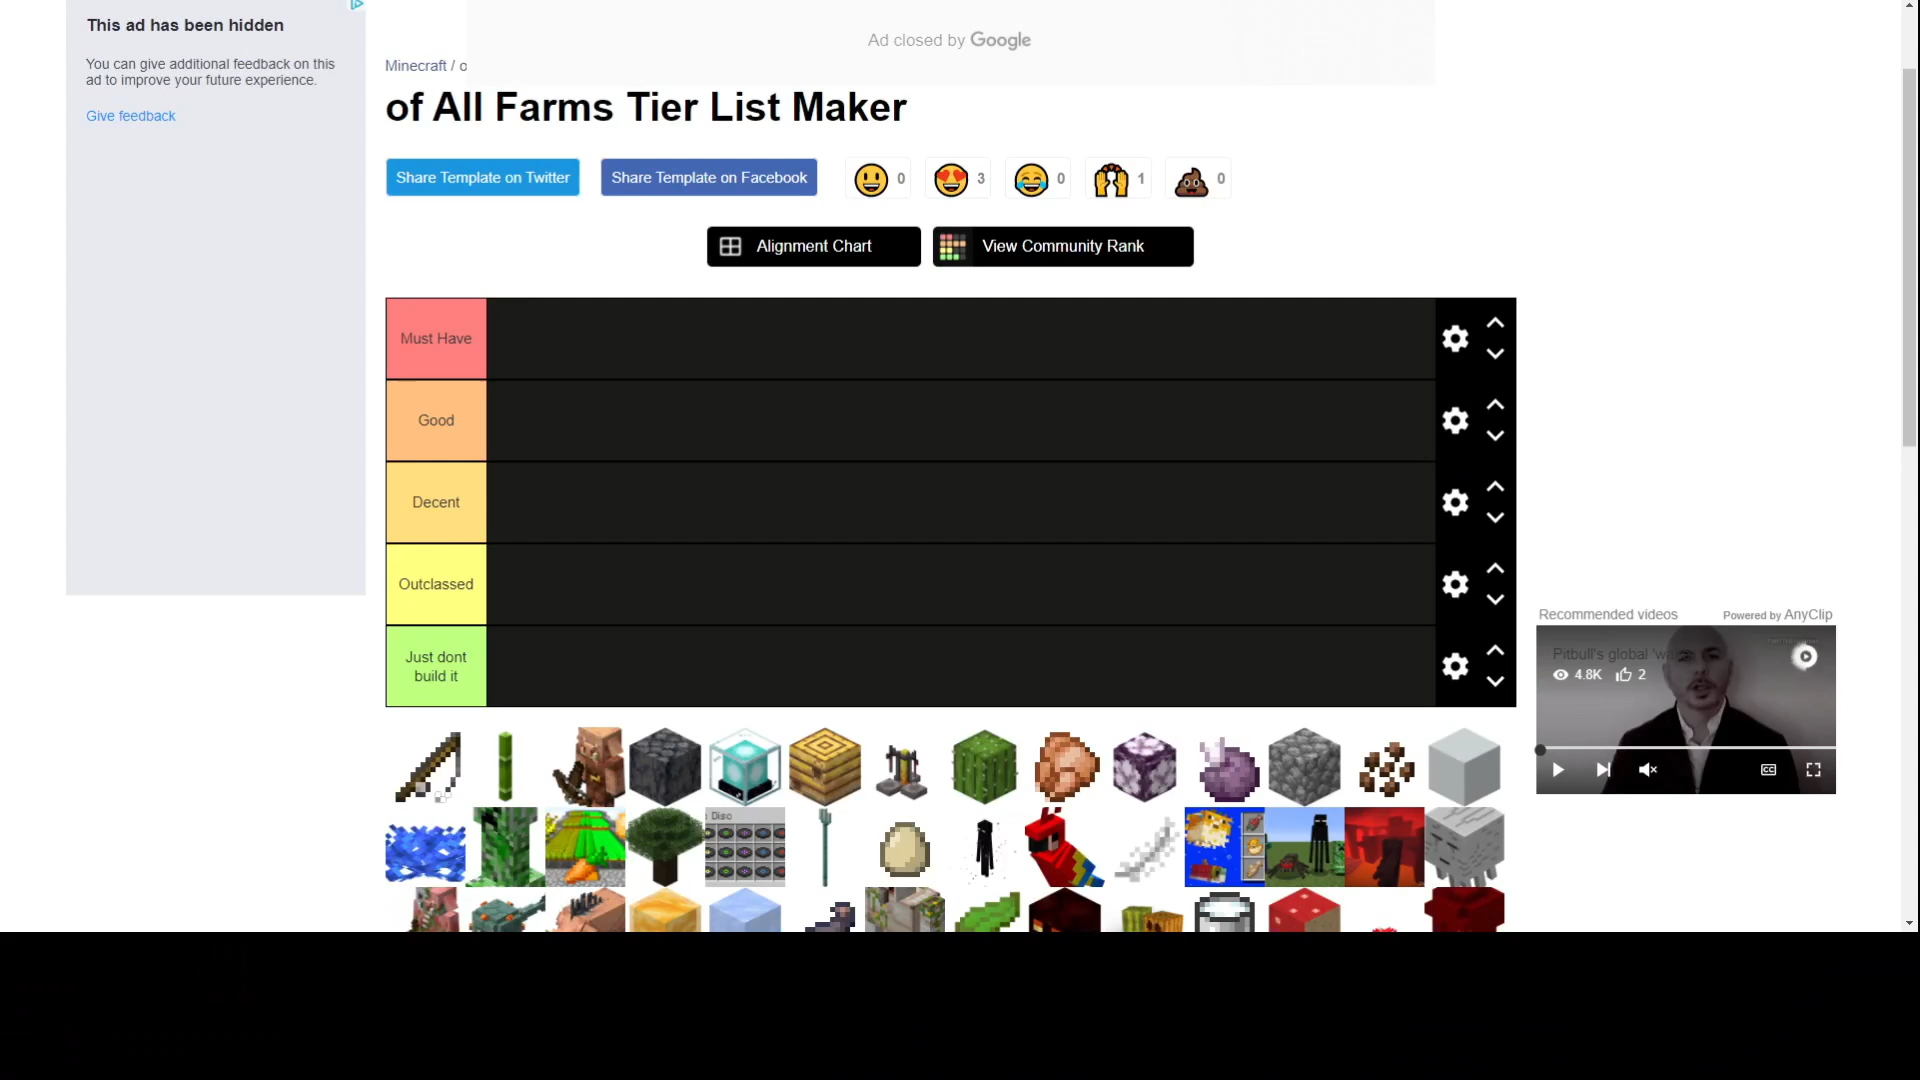 This ad has been hidden
You can give additional feedback on this
ad to improve your future experience.
Give feedback
Ad closed by Google
Minecraft / o
of All Farms Tier List Maker
Share Template on Twitter
Share Template on Facebook
0
3
0
1
0
Alignment Chart
View Community Rank
Must Have
Good
Decent
Outclassed
Just dont
build it
Recommended videos
Powered by AnyClip
Pitbull's global 'wa
4.8K
2
CC
Disc